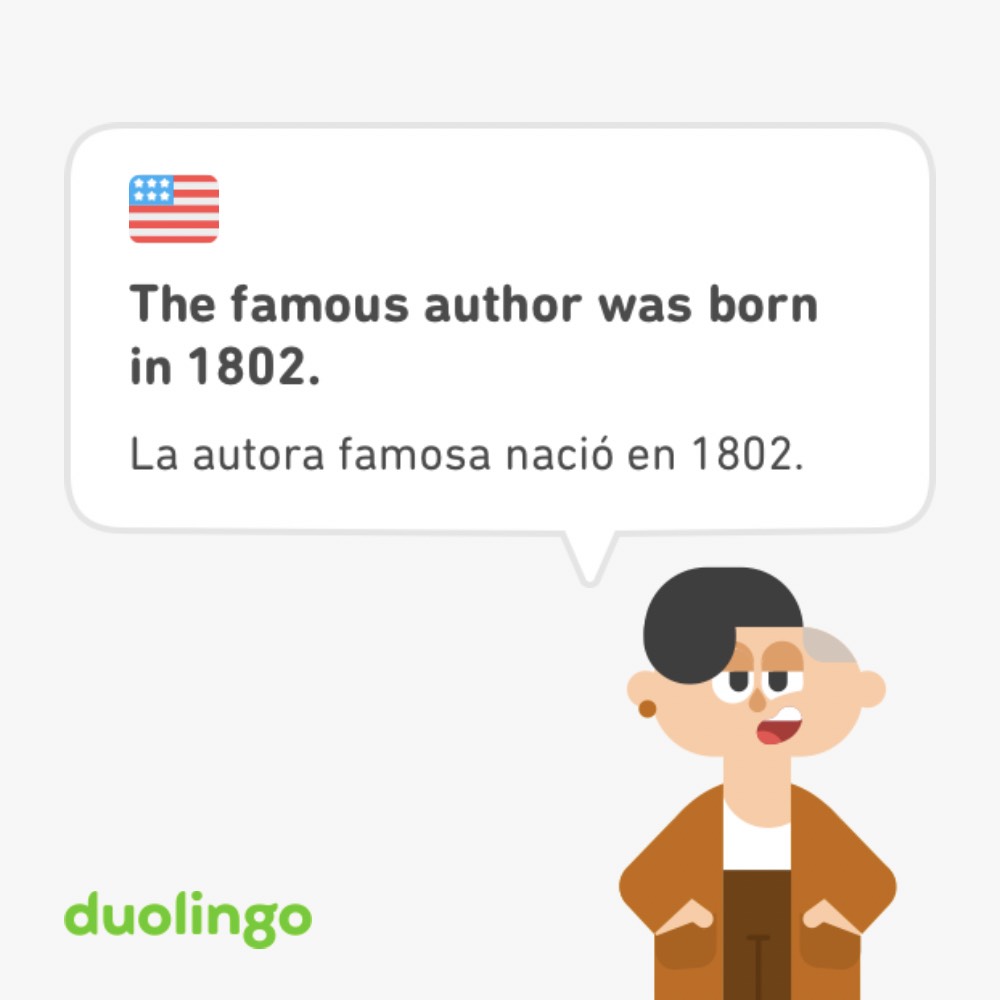 The famous author was born
in 1802.
La autora famosa nació en 1802.
duolingo